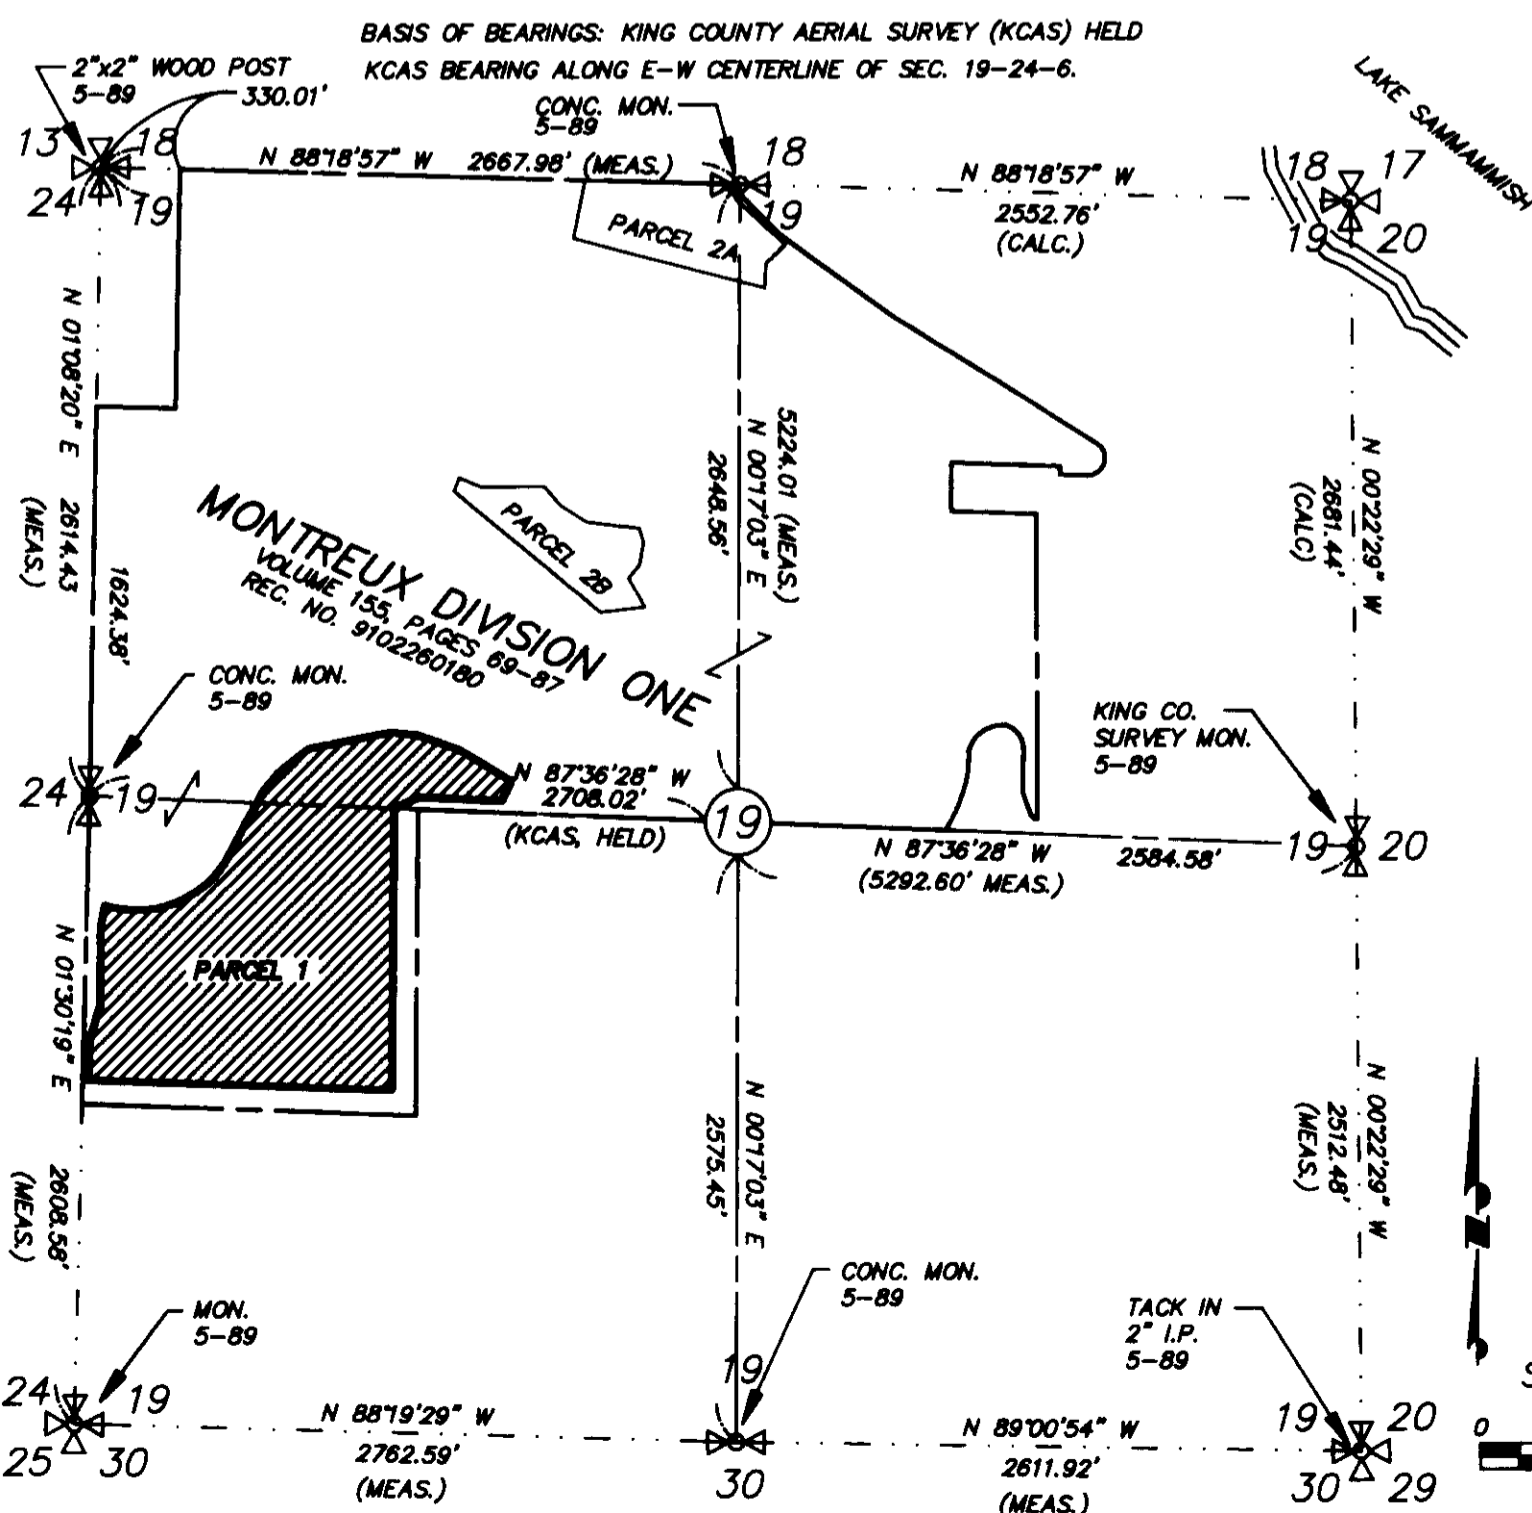 BASIS OF BEARINGS: KING COUNTY AERIAL SURVEY (KCAS) HELD
KCAS BEARING ALONG E-W CENTERLINE OF SEC. 19-24-6.
2"x2" WOOD POST
5-89
330.01'
CONC. MON.
5-89
LAKE SAMMAMMISH
13
18
24
19
N 88°18'57" W 2667.98' (MEAS.)
18
19
N 88°18'57" W
2552.76'
(CALC.)
18
17
19
20
PARCEL 2A
N 01°08'20" E 2614.43
(MEAS.)
1624.38'
5224.01 (MEAS.)
N 00°17'03" E
2648.56'
N 00°22'29" W
2681.44'
(CALC)
PARCEL 2B
MONTREUX DIVISION ONE
VOLUME 155, PAGES 69-87
REC. NO. 9102260180
CONC. MON.
5-89
KING CO.
SURVEY MON.
5-89
24
19
N 87°36'28" W
2708.02'
(KCAS, HELD)
19
N 87°36'28" W 2584.58'
(5292.60' MEAS.)
19
20
PARCEL 1
N 01°30'19" E
2608.58'
(MEAS.)
N 00°17'03" E
2575.45'
N 00°22'29" W
2512.48'
(MEAS.)
N
MON.
5-89
CONC. MON.
5-89
TACK IN
2" I.P.
5-89
24
19
25
30
N 88°19'29" W
2762.59'
(MEAS.)
19
30
N 89°00'54" W
2611.92'
(MEAS.)
19
20
30
29
0